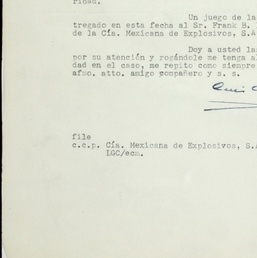 ridad.
Un juego de la
tregado en esta fecha al Sr. Frank B.
de la Cía. Mexicana de Explosivos, S.A
Doy a usted la
por su atención y rogándole me tenga al
dad en el caso, me repito como siempre
afmo. atto. amigo compañero y s. s.
file
c.c.p. Cía. Mexicana de Explosivos, S.A
LGC/ecm.